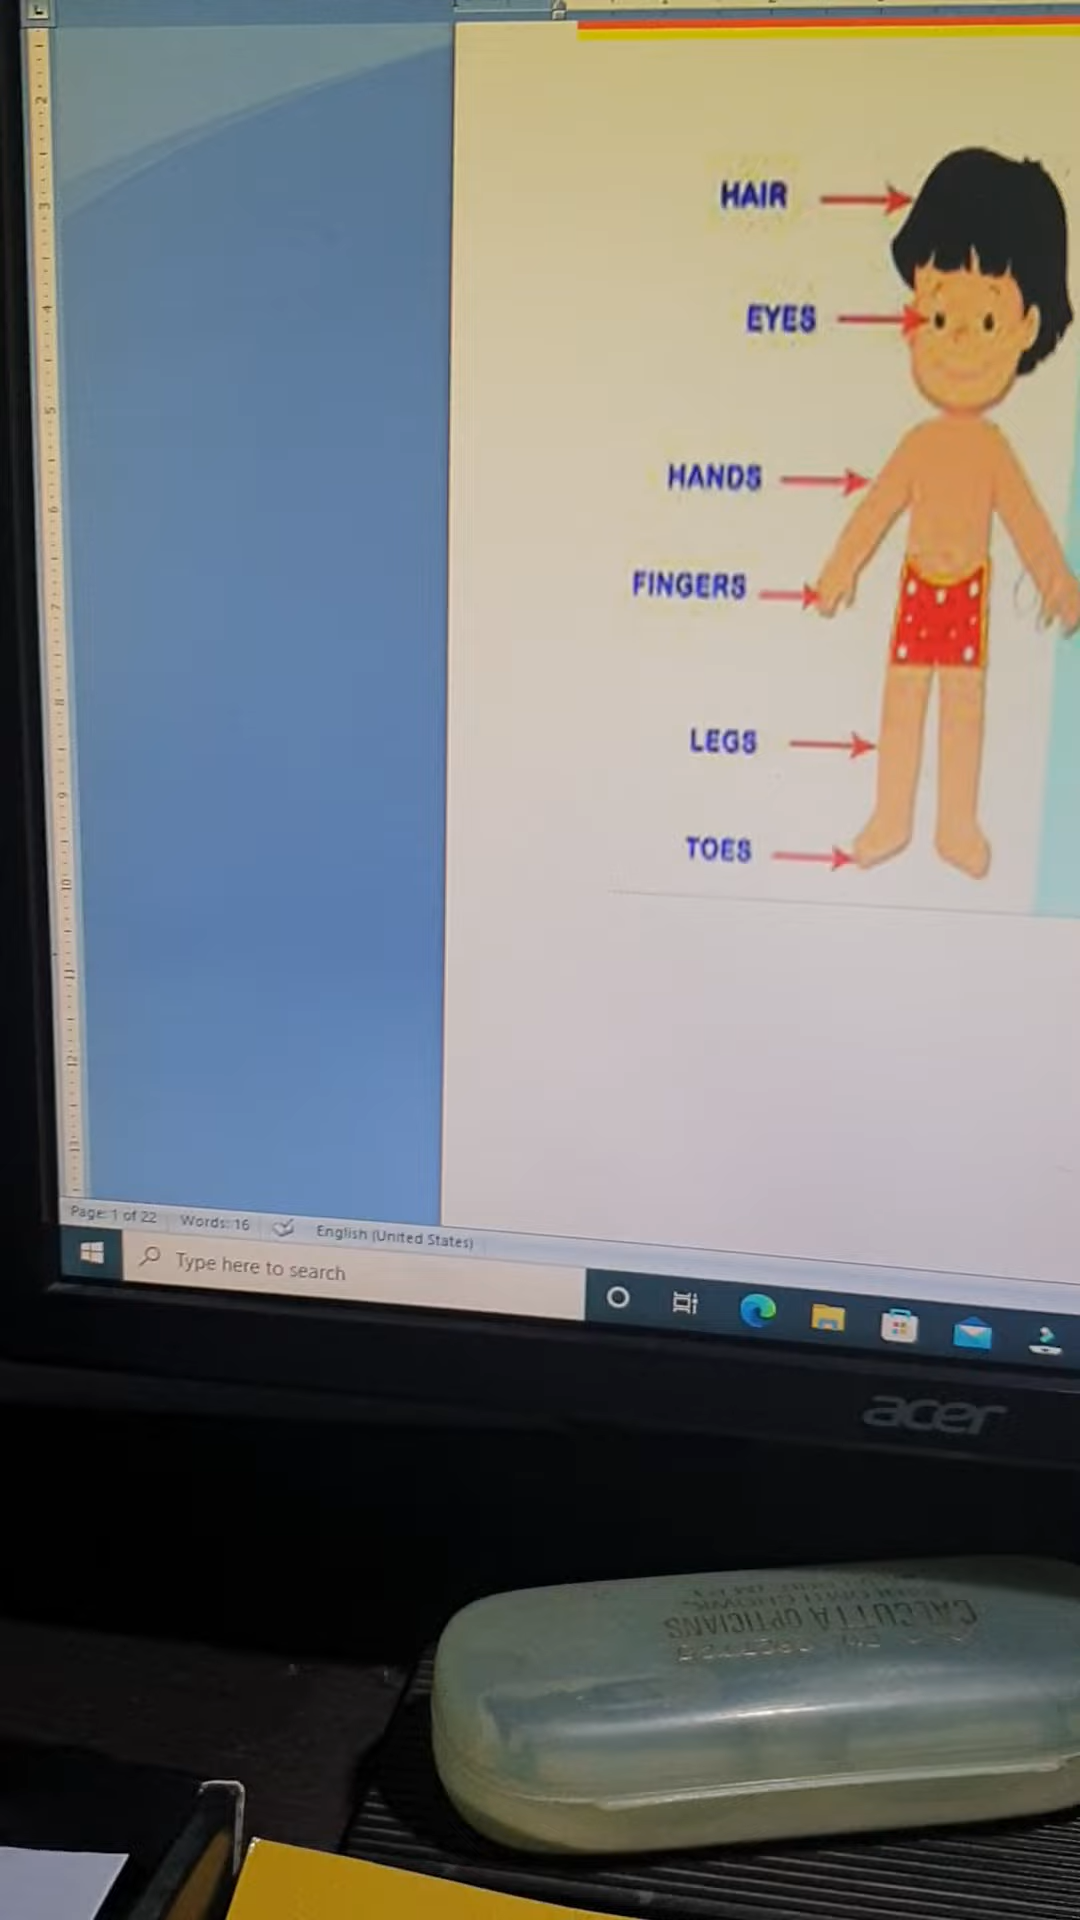 HAIR
EYES
HANDS
FINGERS
LEGS
TOES
Page: 1 of 22 Words: 16 English (United States)
Type here to search
acer
CALCUTTA OPTICIANS